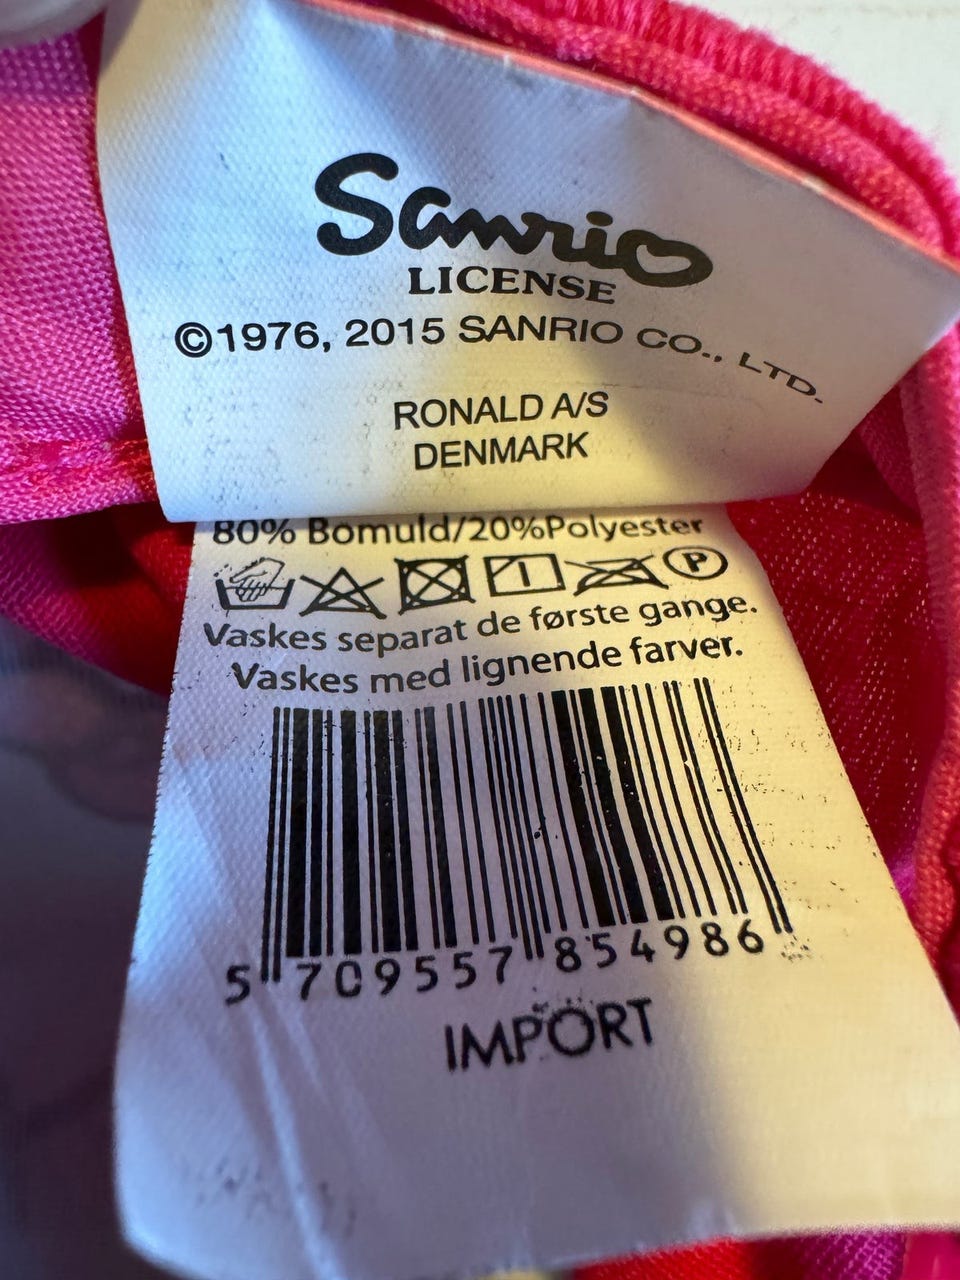 Sanrio
LICENSE
©1976, 2015 SANRIO CO., LTD.
RONALD A/S
DENMARK
80% Bomuld/20%Polyester
P
Vaskes separat de første gange.
Vaskes med lignende farver.
5 709557 854986
IMPORT